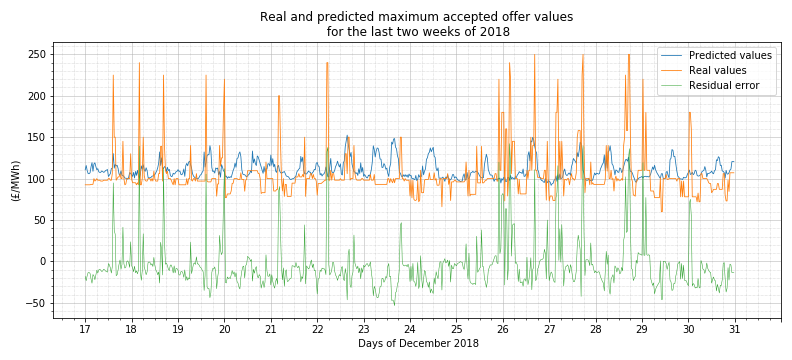 Real and predicted maximum accepted offer values
for the last two weeks of 2018
Predicted values
Real values
Residual error
250
200
150
100
50
0
−50
(£/MWh)
17 18 19 20 21 22 23 24 25 26 27 28 29 30 31
Days of December 2018